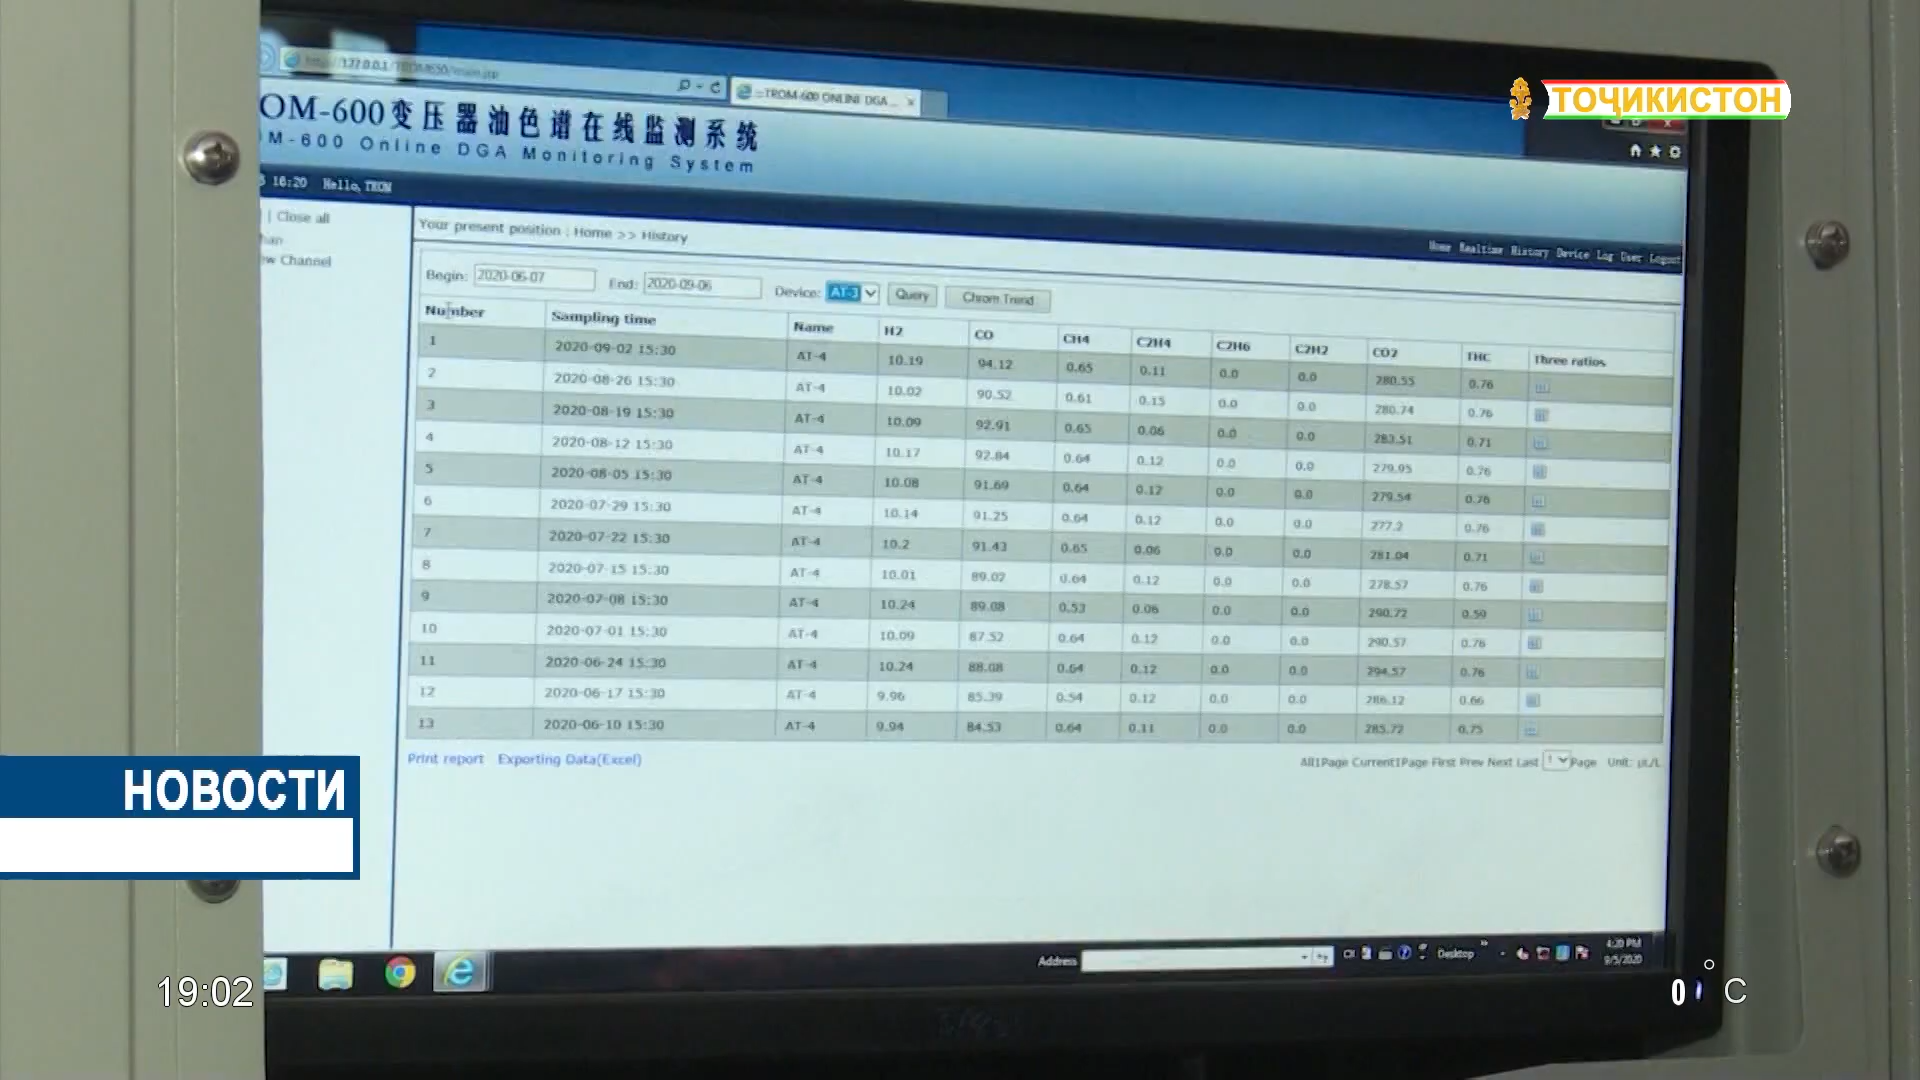 ТОҶИКИСТОН
127.0.0.1
::TROM-600 ONLINE DGA ...
OM-600变压器油色谱在线监测系统
M-600 Online DGA Monitoring System
16:20 Hello, TROM
Home Realtime History Device Log User Logout
| Close all
ew Channel
Your present position : Home >> History
Begin: 2020-06-07 End: 2020-09-06 Device: AT-3 Query Chrom Trend
Number Sampling time Name H2 CO CH4 C2H4 C2H6 C2H2 CO2 THC Three ratios
1 2020-09-02 15:30 AT-4 10.19 94.12 0.65 0.11 0.0 0.0 280.55 0.76
2 2020-08-26 15:30 AT-4 10.02 90.52 0.61 0.15 0.0 0.0 280.74 0.76
3 2020-08-19 15:30 AT-4 10.09 92.91 0.65 0.06 0.0 0.0 283.51 0.71
4 2020-08-12 15:30 AT-4 10.17 92.84 0.64 0.12 0.0 0.0 279.95 0.76
5 2020-08-05 15:30 AT-4 10.08 91.69 0.64 0.12 0.0 0.0 279.54 0.76
6 2020-07-29 15:30 AT-4 10.14 91.25 0.64 0.12 0.0 0.0 277.2 0.76
7 2020-07-22 15:30 AT-4 10.2 91.43 0.65 0.06 0.0 0.0 281.04 0.71
8 2020-07-15 15:30 AT-4 10.01 89.02 0.64 0.12 0.0 0.0 278.57 0.76
9 2020-07-08 15:30 AT-4 10.24 89.08 0.53 0.06 0.0 0.0 290.72 0.59
10 2020-07-01 15:30 AT-4 10.09 87.52 0.64 0.12 0.0 0.0 290.57 0.76
11 2020-06-24 15:30 AT-4 10.24 88.08 0.64 0.12 0.0 0.0 294.57 0.76
12 2020-06-17 15:30 AT-4 9.96 85.39 0.54 0.12 0.0 0.0 286.12 0.66
13 2020-06-10 15:30 AT-4 9.94 84.53 0.64 0.11 0.0 0.0 285.72 0.75
Print report Exporting Data(Excel)
All1Page Current1Page First Prev Next Last 1 Page Unit: μL/L
НОВОСТИ
Address
Desktop
4:20 PM
9/5/2020
19:02
0 °C